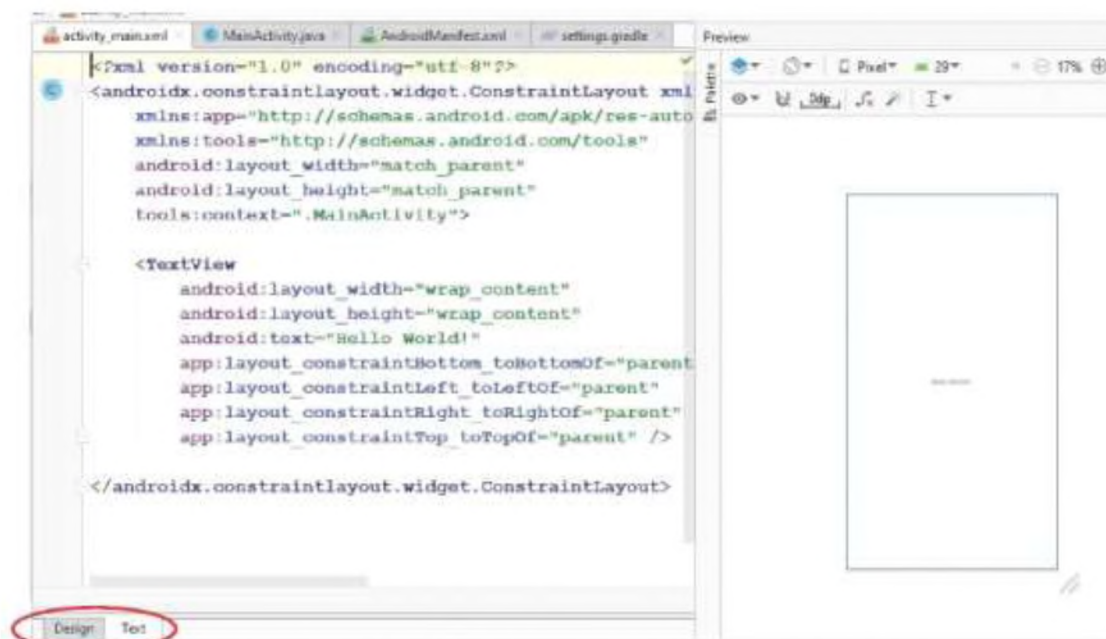 activity_main.xml MainActivity.java AndroidManifest.xml settings.gradle Preview
<?xml version="1.0" encoding="utf-8"?>
<androidx.constraintlayout.widget.ConstraintLayout xml
xmlns:app="http://schemas.android.com/apk/res-auto
xmlns:tools="http://schemas.android.com/tools"
android:layout_width="match_parent"
android:layout_height="match_parent"
tools:context=".MainActivity">
<TextView
android:layout_width="wrap_content"
android:layout_height="wrap_content"
android:text="Hello World!"
app:layout_constraintBottom_toBottomOf="parent
app:layout_constraintLeft_toLeftOf="parent"
app:layout_constraintRight_toRightOf="parent"
app:layout_constraintTop_toTopOf="parent" />
</androidx.constraintlayout.widget.ConstraintLayout>
Design Text
Palette
Pixel 29 17%
0dp